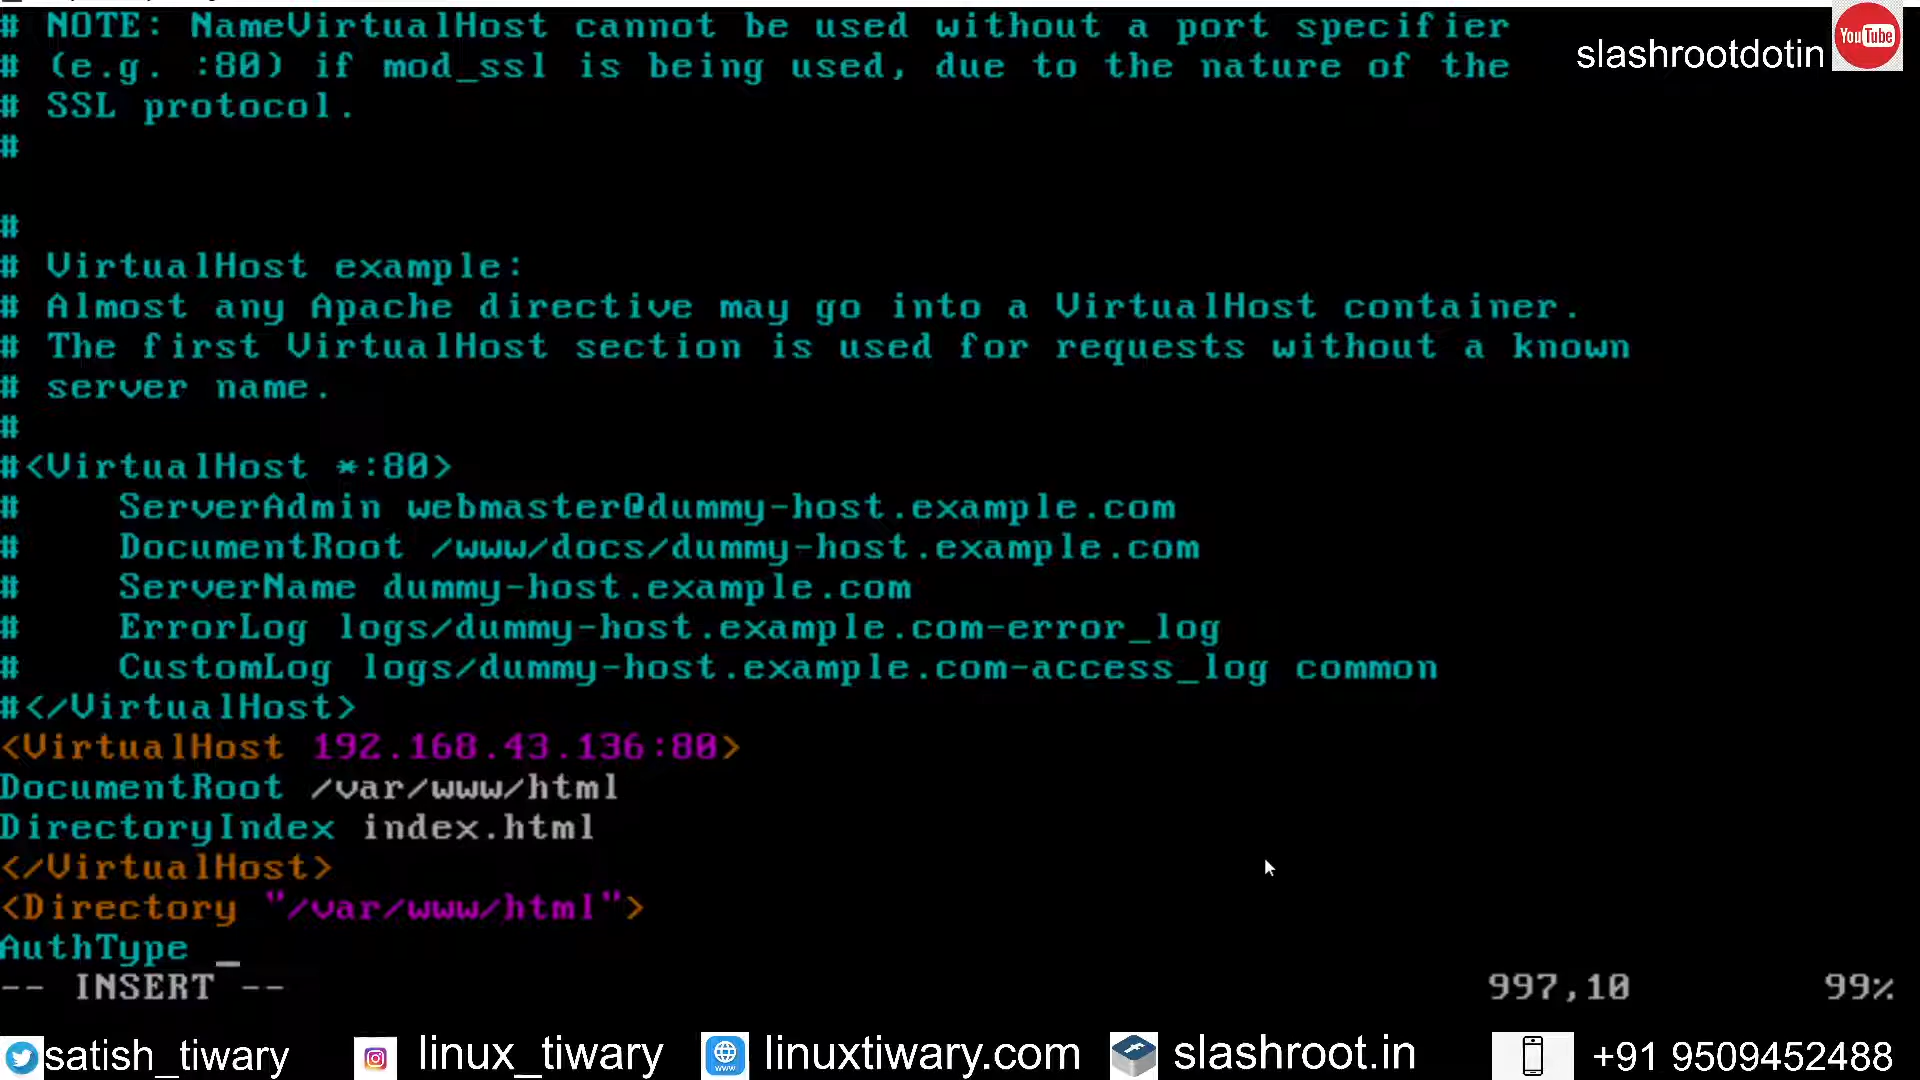 # NOTE: NameVirtualHost cannot be used without a port specifier
# (e.g. :80) if mod_ssl is being used, due to the nature of the
# SSL protocol.
#
#
# VirtualHost example:
# Almost any Apache directive may go into a VirtualHost container.
# The first VirtualHost section is used for requests without a known
# server name.
#
#<VirtualHost *:80>
#    ServerAdmin webmaster@dummy-host.example.com
#    DocumentRoot /www/docs/dummy-host.example.com
#    ServerName dummy-host.example.com
#    ErrorLog logs/dummy-host.example.com-error_log
#    CustomLog logs/dummy-host.example.com-access_log common
#</VirtualHost>
<VirtualHost 192.168.43.136:80>
DocumentRoot /var/www/html
DirectoryIndex index.html
</VirtualHost>
<Directory "/var/www/html">
AuthType _
-- INSERT -- 997,10 99%
slashrootdotin YouTube
satish_tiwary linux_tiwary www linuxtiwary.com slashroot.in +91 9509452488